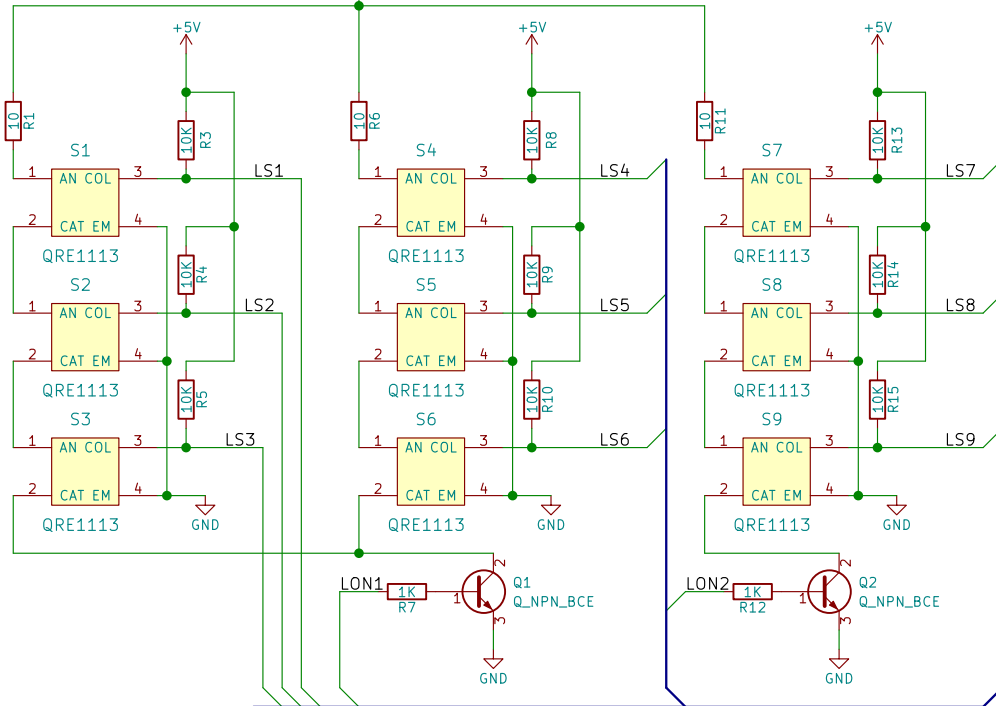 +5V
+5V
+5V
10
R1
10K
R3
10
R6
10K
R8
10
R11
10K
R13
S1
S4
S7
1
AN COL
3
LS1
1
AN COL
3
LS4
1
AN COL
3
LS7
2
CAT EM
4
2
CAT EM
4
2
CAT EM
4
QRE1113
QRE1113
QRE1113
10K
R4
10K
R9
10K
R14
S2
S5
S8
1
AN COL
3
LS2
1
AN COL
3
LS5
1
AN COL
3
LS8
2
CAT EM
4
2
CAT EM
4
2
CAT EM
4
QRE1113
QRE1113
QRE1113
10K
R5
10K
R10
10K
R15
S3
S6
S9
1
AN COL
3
LS3
1
AN COL
3
LS6
1
AN COL
3
LS9
2
CAT EM
4
2
CAT EM
4
2
CAT EM
4
QRE1113
GND
QRE1113
GND
QRE1113
GND
LON1
1K
R7
1
2
3
Q1
Q_NPN_BCE
GND
LON2
1K
R12
1
2
3
Q2
Q_NPN_BCE
GND